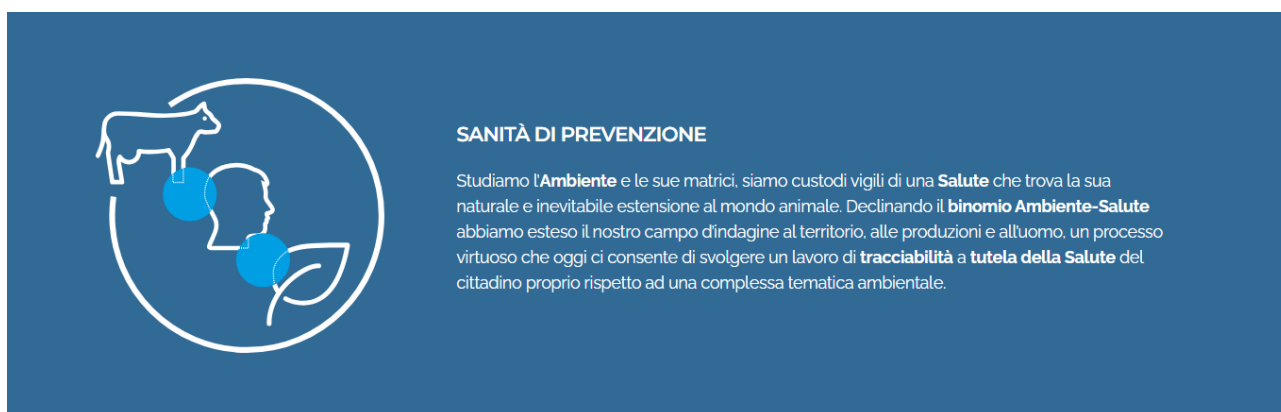 SANITÀ DI PREVENZIONE
Studiamo l'Ambiente e le sue matrici, siamo custodi vigili di una Salute che trova la sua
naturale e inevitabile estensione al mondo animale. Declinando il binomio Ambiente-Salute
abbiamo esteso il nostro campo d'indagine al territorio, alle produzioni e all'uomo, un processo
virtuoso che oggi ci consente di svolgere un lavoro di tracciabilità a tutela della Salute del
cittadino proprio rispetto ad una complessa tematica ambientale.